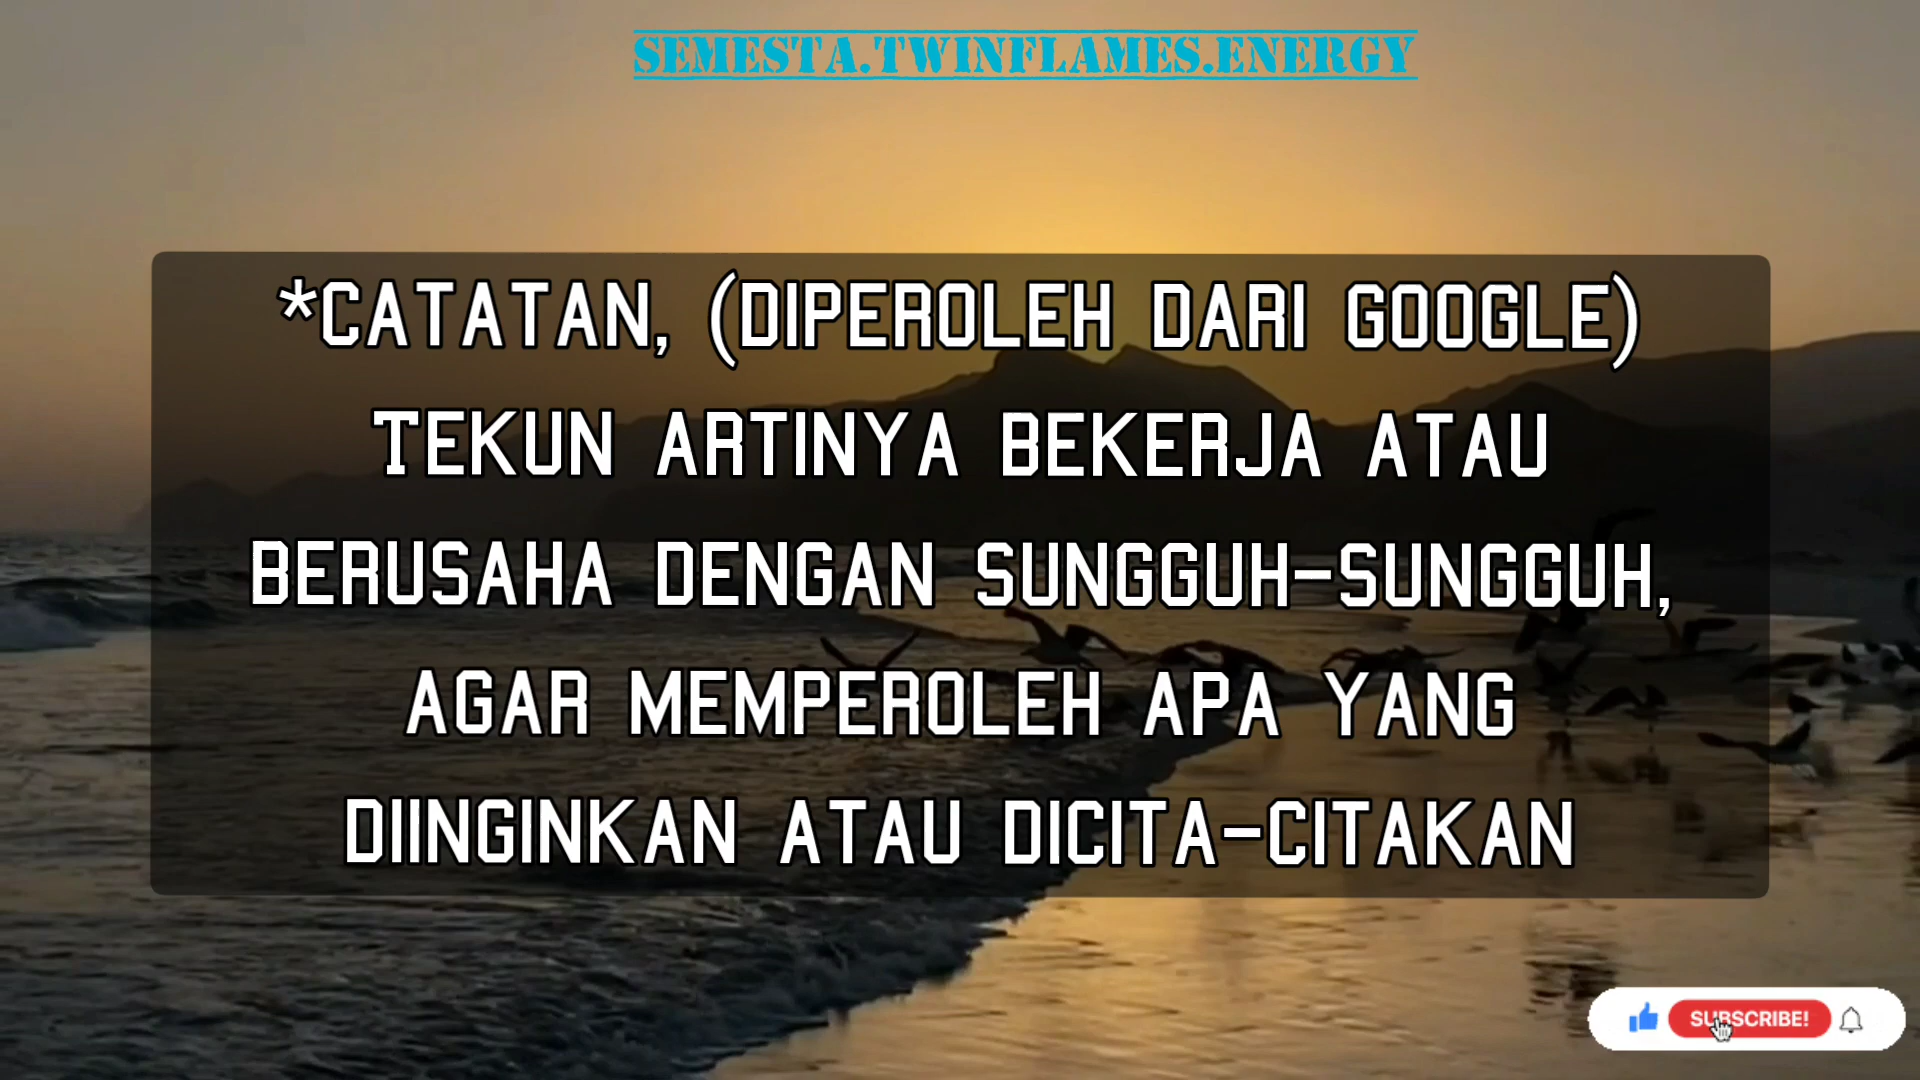 SEMESTA.TWINFLAMES.ENERGY
*CATATAN, (DIPEROLEH DARI GOOGLE)
TEKUN ARTINYA BEKERJA ATAU
BERUSAHA DENGAN SUNGGUH-SUNGGUH,
AGAR MEMPEROLEH APA YANG
DIINGINKAN ATAU DICITA-CITAKAN
SUBSCRIBE!